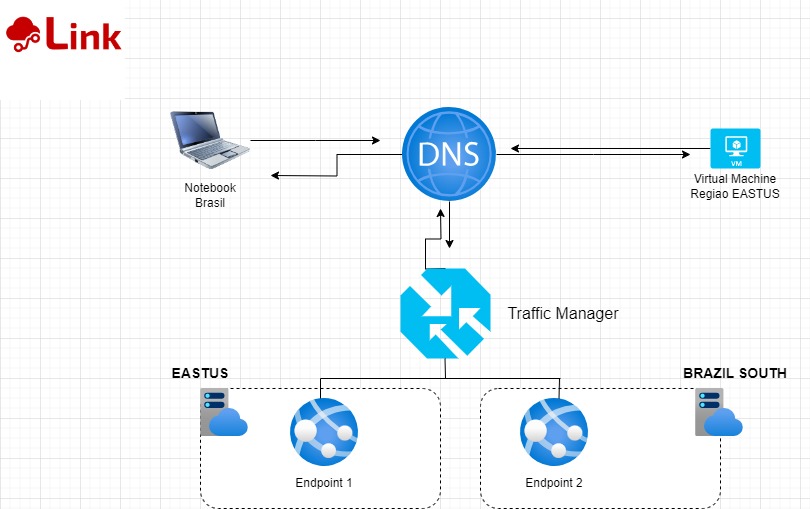 Link
DNS
VM
Notebook
Brasil
Virtual Machine
Regiao EASTUS
Traffic Manager
EASTUS
BRAZIL SOUTH
Endpoint 1
Endpoint 2